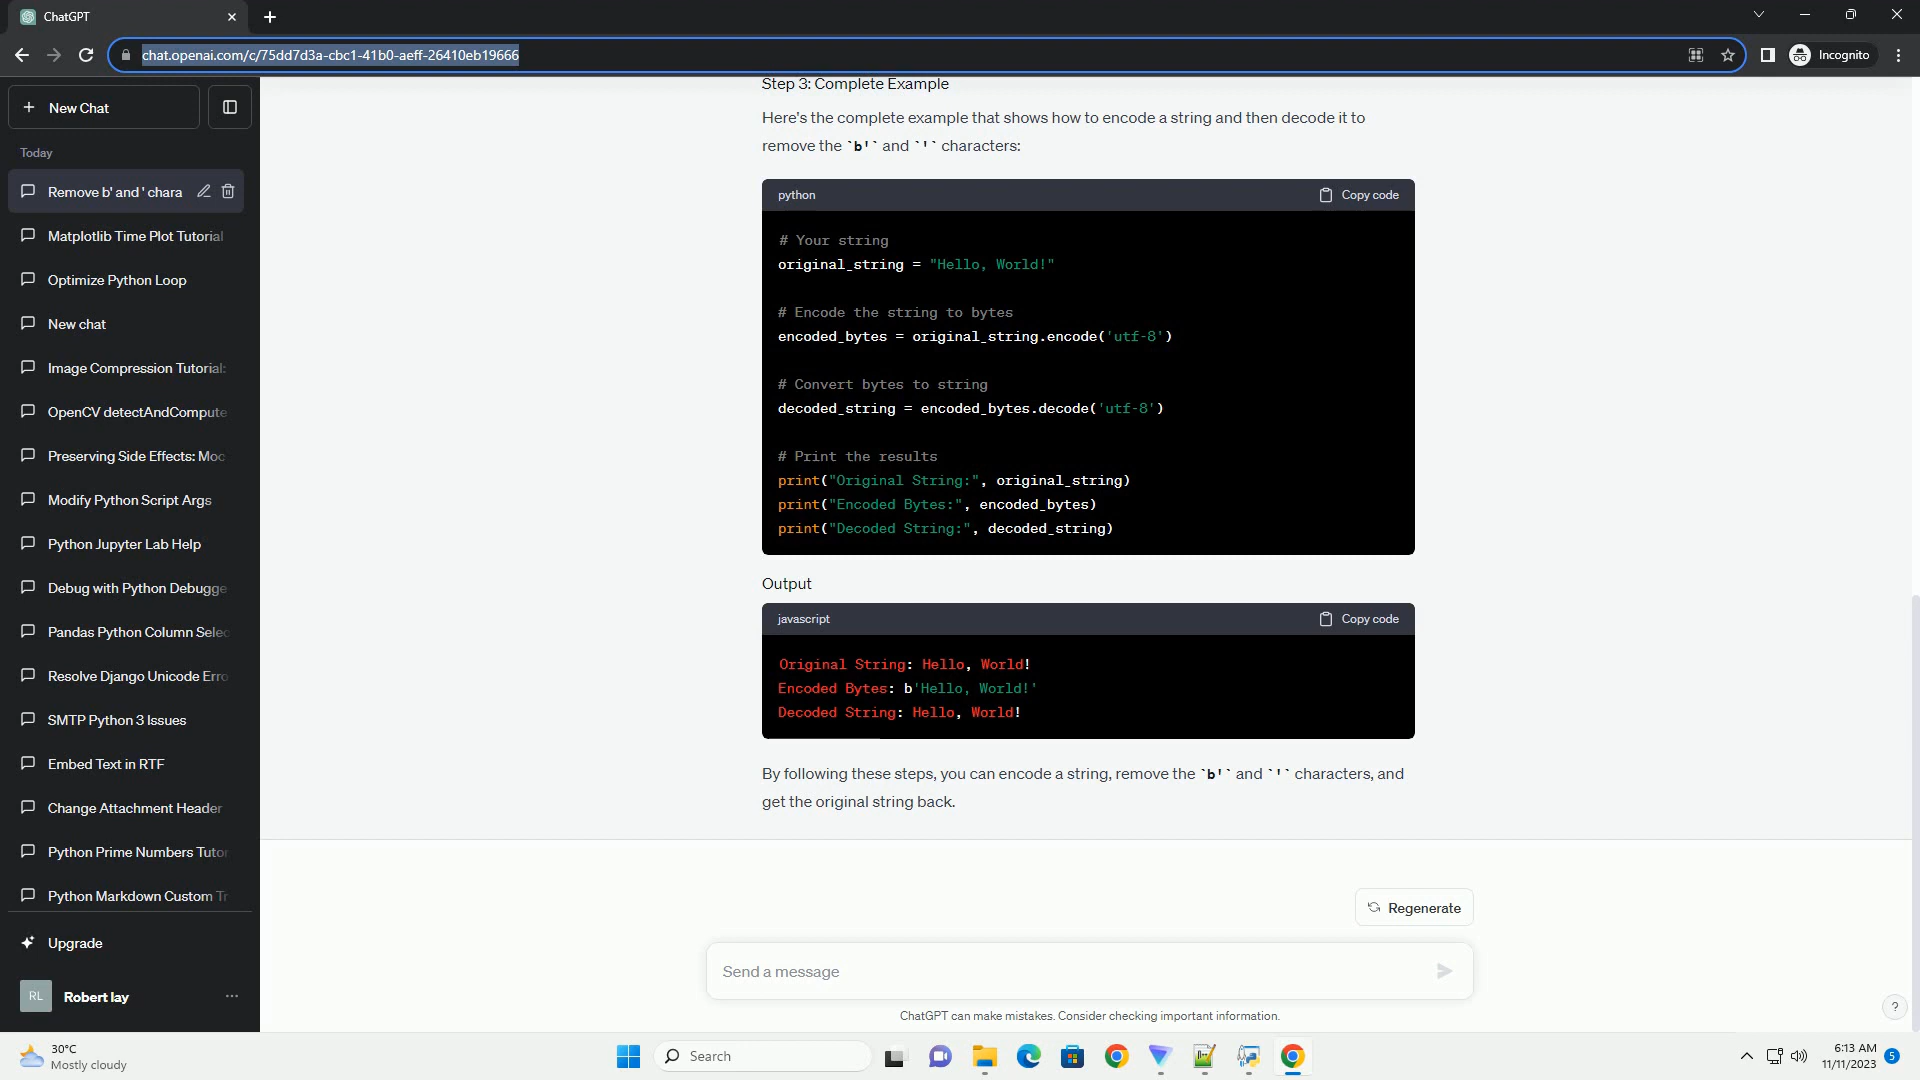 ChatGPT
chat.openai.com/c/75dd7d3a-cbc1-41b0-aeff-26410eb19666
Incognito
New Chat
Today
Remove b' and ' chara
Matplotlib Time Plot Tutorial
Optimize Python Loop
New chat
Image Compression Tutorial:
OpenCV detectAndCompute
Preserving Side Effects: Moc
Modify Python Script Args
Python Jupyter Lab Help
Debug with Python Debugge
Pandas Python Column Selec
Resolve Django Unicode Erro
SMTP Python 3 Issues
Embed Text in RTF
Change Attachment Header
Python Prime Numbers Tutor
Python Markdown Custom Tr
Upgrade
RL
Robert lay
Step 3: Complete Example
Here's the complete example that shows how to encode a string and then decode it to
remove the `b'` and `'` characters:
python
Copy code
# Your string
original_string = "Hello, World!"
# Encode the string to bytes
encoded_bytes = original_string.encode('utf-8')
# Convert bytes to string
decoded_string = encoded_bytes.decode('utf-8')
# Print the results
print("Original String:", original_string)
print("Encoded Bytes:", encoded_bytes)
print("Decoded String:", decoded_string)
Output
javascript
Copy code
Original String: Hello, World!
Encoded Bytes: b'Hello, World!'
Decoded String: Hello, World!
By following these steps, you can encode a string, remove the `b'` and `'` characters, and
get the original string back.
Regenerate
Send a message
ChatGPT can make mistakes. Consider checking important information.
?
30°C
Mostly cloudy
Search
6:13 AM
11/11/2023
5